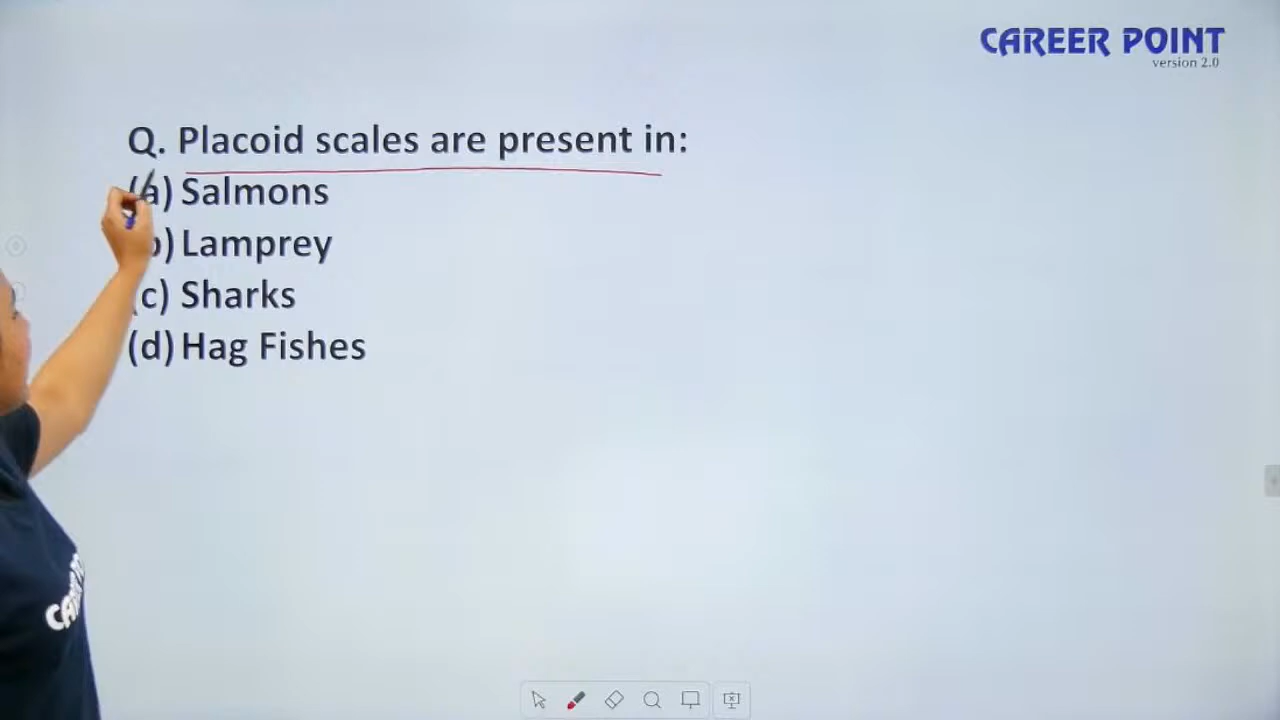 CAREER POINT
version 2.0
Q. Placoid scales are present in:
(a) Salmons
b) Lamprey
(c) Sharks
(d) Hag Fishes